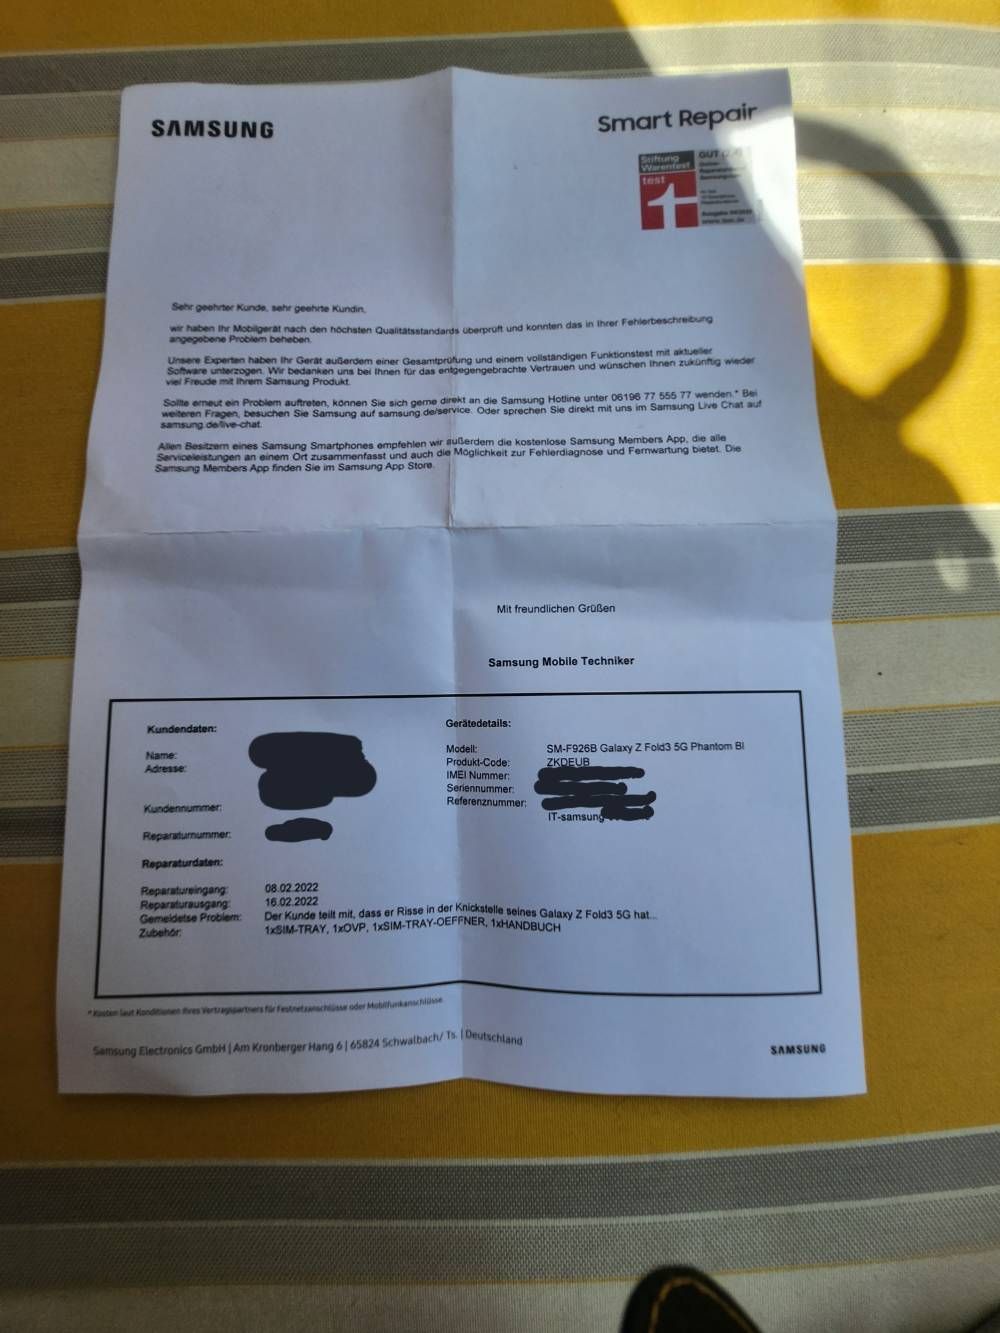 SAMSUNG
Smart Repair
Stiftung
Warentest
test
GUT
Sehr geehrter Kunde, sehr geehrte Kundin,
wir haben Ihr Mobilgerät nach den höchsten Qualitätsstandards überprüft und konnten das in Ihrer Fehlerbeschreibung
angegebene Problem beheben.
Unsere Experten haben Ihr Gerät außerdem einer Gesamtprüfung und einem vollständigen Funktionstest mit aktueller
Software unterzogen. Wir bedanken uns bei Ihnen für das entgegengebrachte Vertrauen und wünschen Ihnen zukünftig wieder
viel Freude mit Ihrem Samsung Produkt.
Sollte erneut ein Problem auftreten, können Sie sich gerne direkt an die Samsung Hotline unter 06196 77 555 77 wenden.* Bei
weiteren Fragen, besuchen Sie Samsung auf samsung.de/service. Oder sprechen Sie direkt mit uns im Samsung Live Chat auf
samsung.de/live-chat.
Allen Besitzern eines Samsung Smartphones empfehlen wir außerdem die kostenlose Samsung Members App, die alle
Serviceleistungen an einem Ort zusammenfasst und auch die Möglichkeit zur Fehlerdiagnose und Fernwartung bietet. Die
Samsung Members App finden Sie im Samsung App Store.
Mit freundlichen Grüßen
Samsung Mobile Techniker
Kundendaten:
Name:
Adresse:
Kundennummer:
Reparaturnummer:
Gerätedetails:
Modell: SM-F926B Galaxy Z Fold3 5G Phantom Bl
Produkt-Code: ZKDEUB
IMEI Nummer:
Seriennummer:
Referenznummer:
IT-samsung
Reparaturdaten:
Reparatureingang: 08.02.2022
Reparaturausgang: 16.02.2022
Gemeldetse Problem: Der Kunde teilt mit, dass er Risse in der Knickstelle seines Galaxy Z Fold3 5G hat...
Zubehör: 1xSIM-TRAY, 1xOVP, 1xSIM-TRAY-OEFFNER, 1xHANDBUCH
* Kosten laut Konditionen Ihres Vertragspartners für Festnetzanschlüsse oder Mobilfunkanschlüsse
Samsung Electronics GmbH | Am Kronberger Hang 6 | 65824 Schwalbach/ Ts. | Deutschland
SAMSUNG